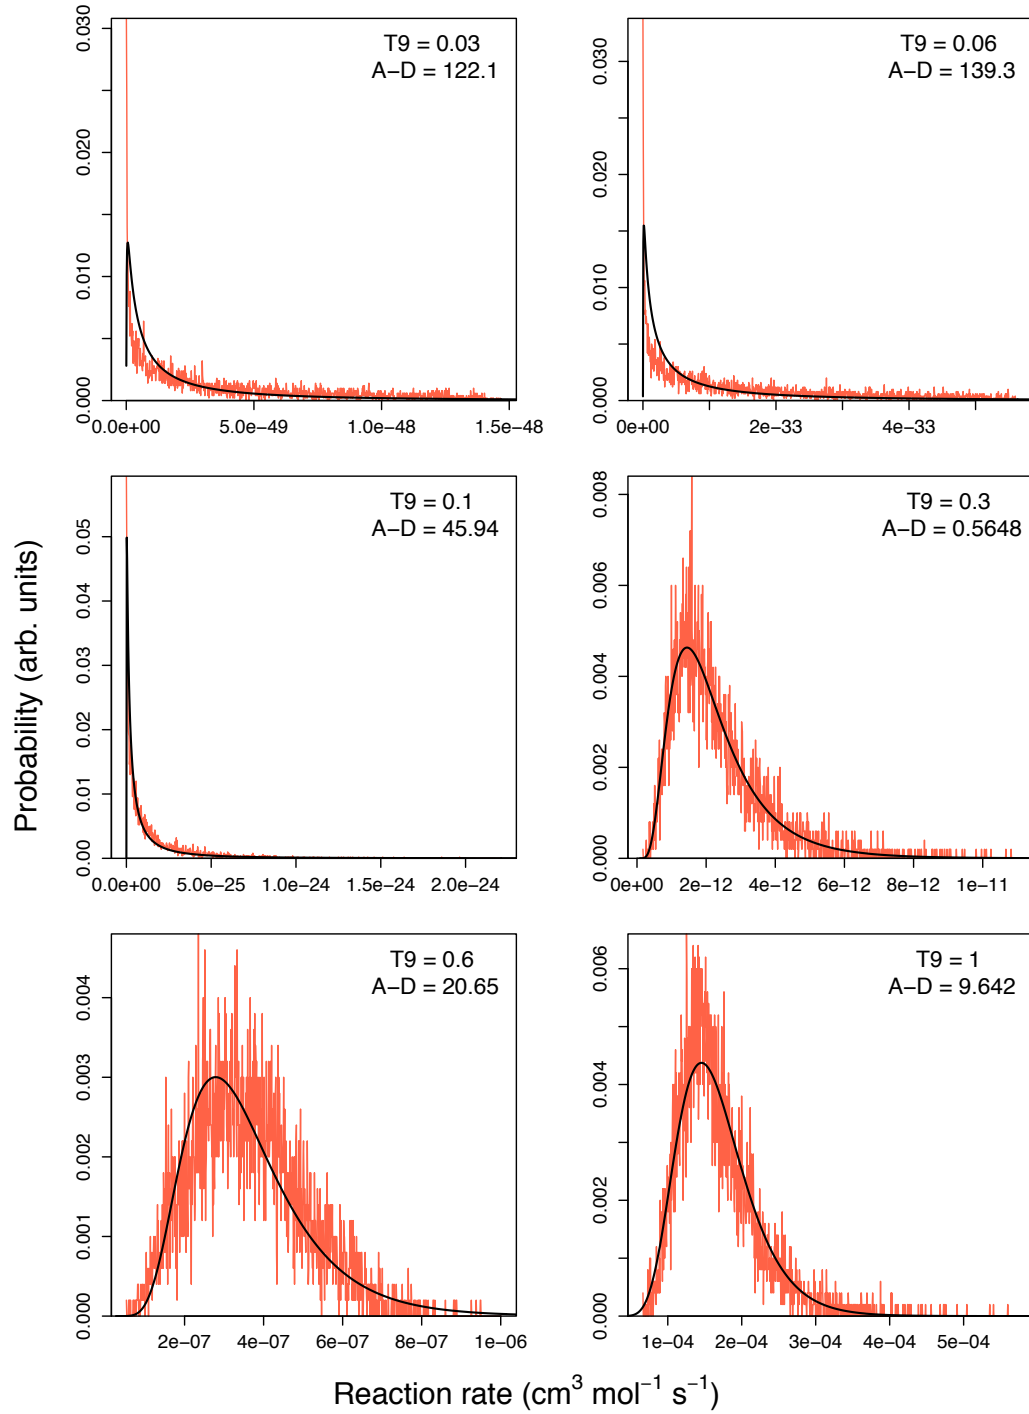 T9 = 0.03
A−D = 122.1
0.000
0.010
0.020
0.030
0.0e+00
5.0e−49
1.0e−48
1.5e−48
T9 = 0.06
A−D = 139.3
0.000
0.010
0.020
0.030
0e+00
2e−33
4e−33
T9 = 0.1
A−D = 45.94
0.00
0.01
0.02
0.03
0.04
0.05
0.0e+00
5.0e−25
1.0e−24
1.5e−24
2.0e−24
T9 = 0.3
A−D = 0.5648
0.000
0.002
0.004
0.006
0.008
0e+00
2e−12
4e−12
6e−12
8e−12
1e−11
T9 = 0.6
A−D = 20.65
0.000
0.001
0.002
0.003
0.004
2e−07
4e−07
6e−07
8e−07
1e−06
T9 = 1
A−D = 9.642
0.000
0.002
0.004
0.006
1e−04
2e−04
3e−04
4e−04
5e−04
Probability (arb. units)
Reaction rate (cm³ mol⁻¹ s⁻¹)